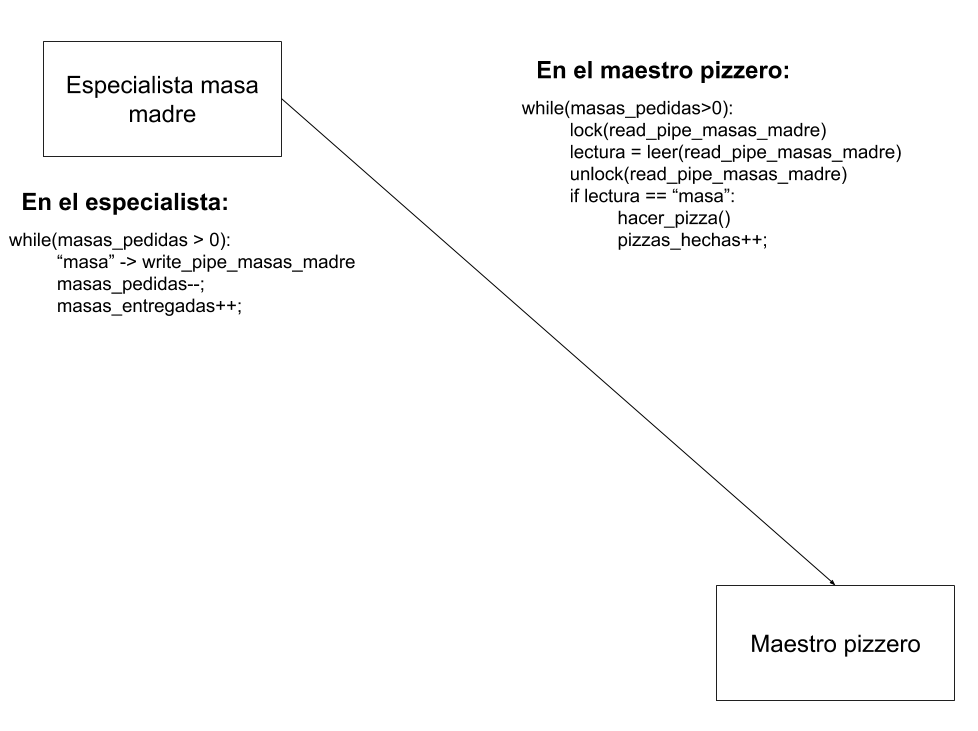 Especialista masa
madre
En el especialista:
while(masas_pedidas > 0):
“masa” -> write_pipe_masas_madre
masas_pedidas--;
masas_entregadas++;
En el maestro pizzero:
while(masas_pedidas>0):
lock(read_pipe_masas_madre)
lectura = leer(read_pipe_masas_madre)
unlock(read_pipe_masas_madre)
if lectura == “masa”:
hacer_pizza()
pizzas_hechas++;
Maestro pizzero